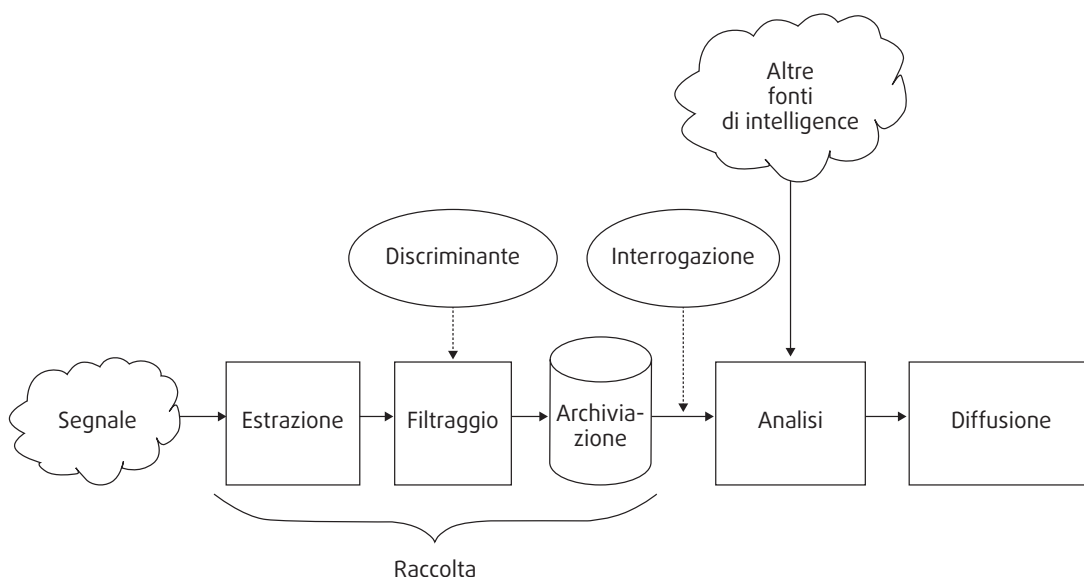 Altre
fonti
di intelligence
Discriminante
Interrogazione
Segnale
Estrazione
Filtraggio
Archivia-
zione
Analisi
Diffusione
Raccolta